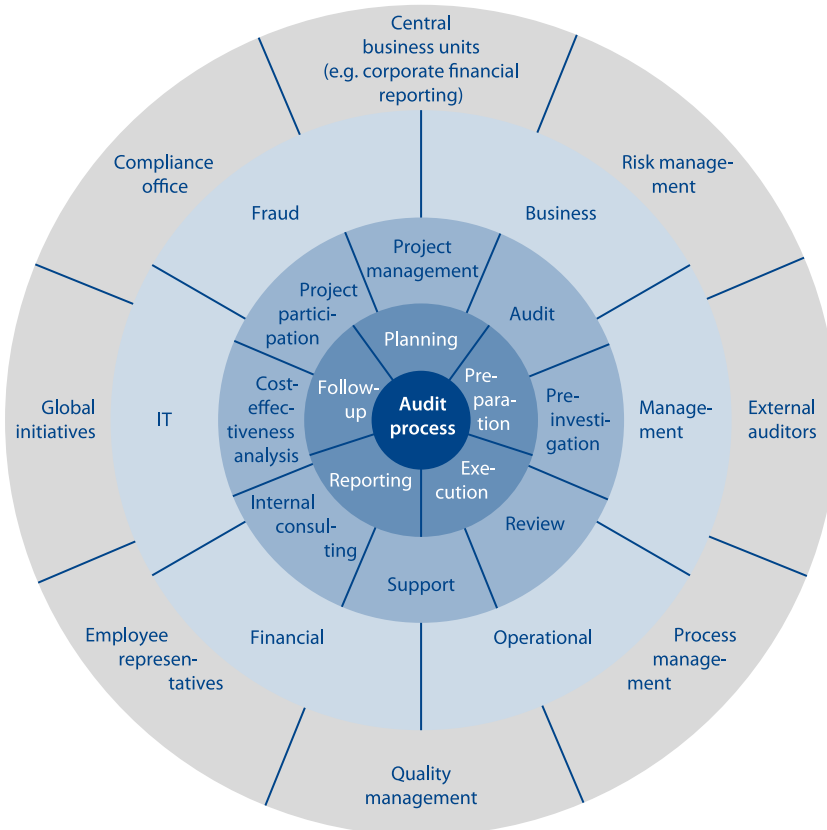 Central
business units
(e.g. corporate financial
reporting)
Compliance
office
Risk manage-
ment
Fraud
Business
Project
management
Project
partici-
pation
Audit
Planning
Global
initiatives
IT
Cost-
effec-
tiveness
analysis
Follow-
up
Audit
process
Pre-
para-
tion
Pre-
investi-
gation
Manage-
ment
External
auditors
Reporting
Exe-
cution
Internal
consul-
ting
Review
Support
Financial
Operational
Employee
represen-
tatives
Process
manage-
ment
Quality
management